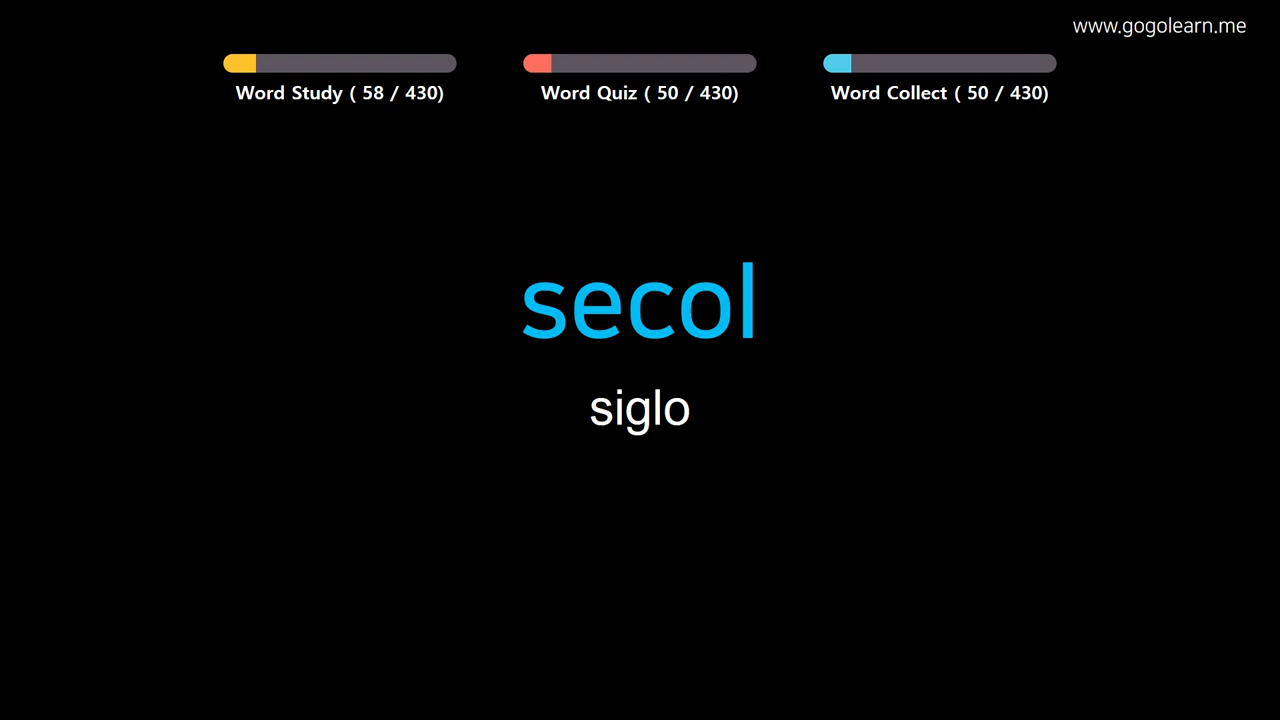 www.gogolearn.me
Word Study ( 58 / 430)
Word Quiz ( 50 / 430)
Word Collect ( 50 / 430)
secol
siglo